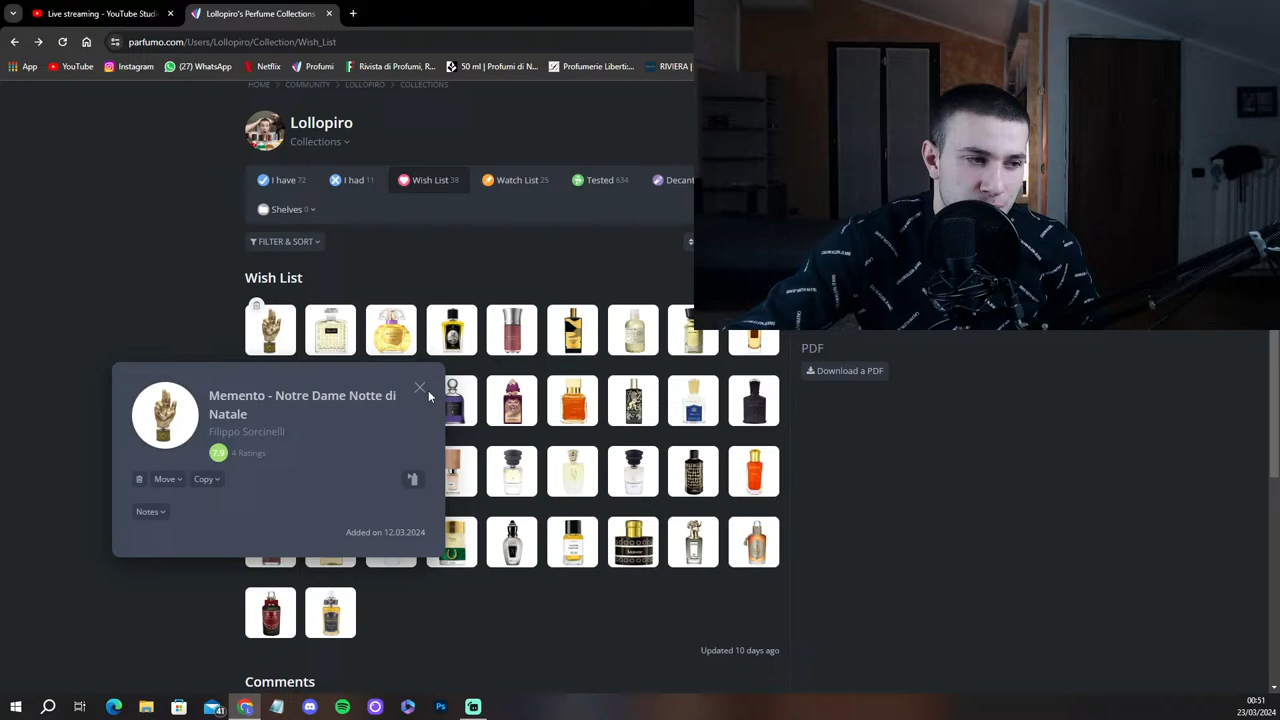 Live streaming - YouTube Studi
Lollopiro's Perfume Collections
parfumo.com/Users/Lollopiro/Collection/Wish_List
App YouTube Instagram (27) WhatsApp Netflix Profumi Rivista di Profumi, R... 50 ml | Profumi di N... Profumerie Liberti:... RIVIERA |
HOME COMMUNITY LOLLOPIRO COLLECTIONS
Lollopiro
Collections
I have 72 I had 11 Wish List 38 Watch List 25 Tested 634 Decant
Shelves 0
FILTER & SORT
Wish List
PDF
Download a PDF
Memento - Notre Dame Notte di
Natale
Filippo Sorcinelli
7.9 4 Ratings
Move Copy
Notes
Added on 12.03.2024
Updated 10 days ago
Comments
41
00:51
23/03/2024